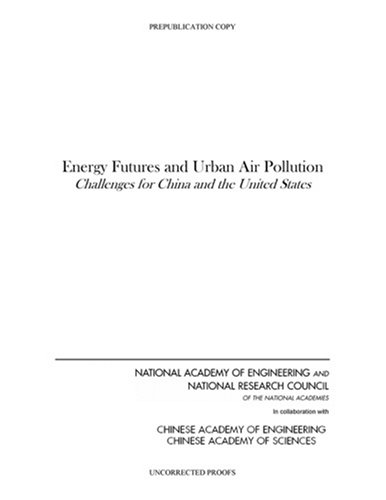 PREPUBLICATION COPY
Energy Futures and Urban Air Pollution
Challenges for China and the United States
NATIONAL ACADEMY OF ENGINEERING AND
NATIONAL RESEARCH COUNCIL
OF THE NATIONAL ACADEMIES
In collaboration with
CHINESE ACADEMY OF ENGINEERING
CHINESE ACADEMY OF SCIENCES
UNCORRECTED PROOFS